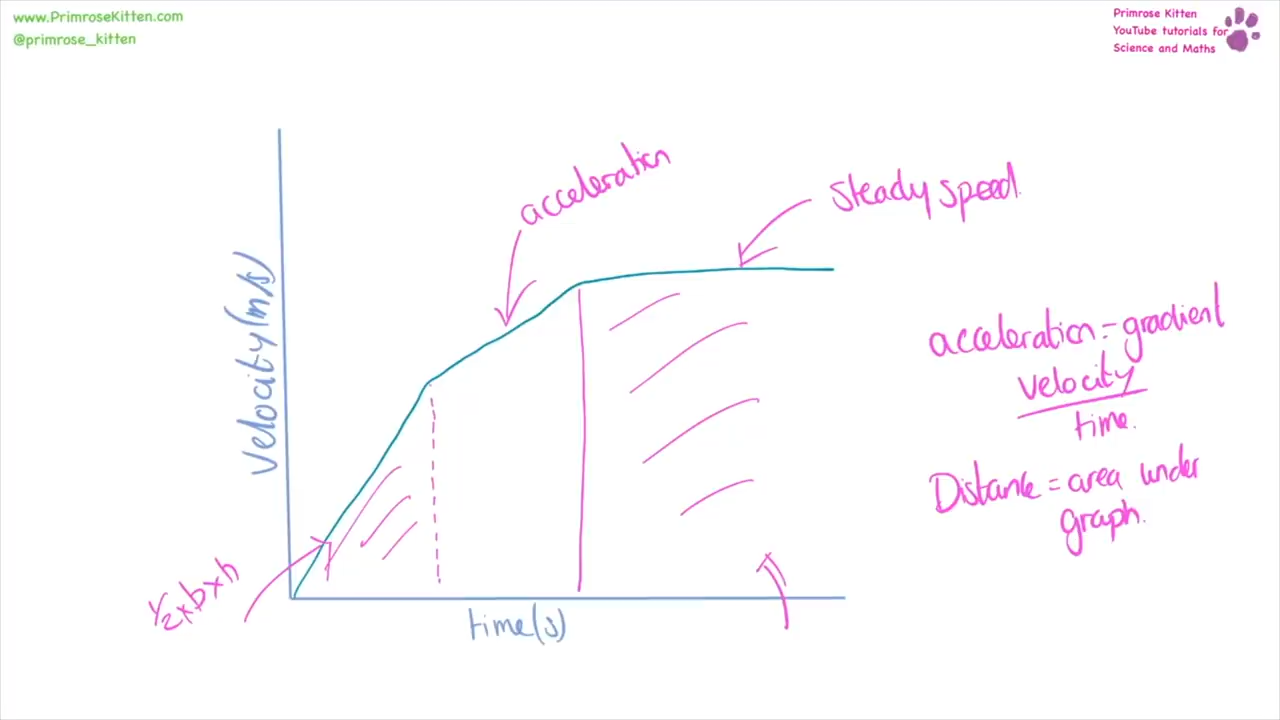 www.PrimroseKitten.com
@primrose_kitten
Primrose Kitten
YouTube tutorials for
Science and Maths
acceleration
Steady speed.
velocity (m/s)
acceleration = gradient
velocity
time.
Distance = area under
graph.
1/2 x b x h
time(s)